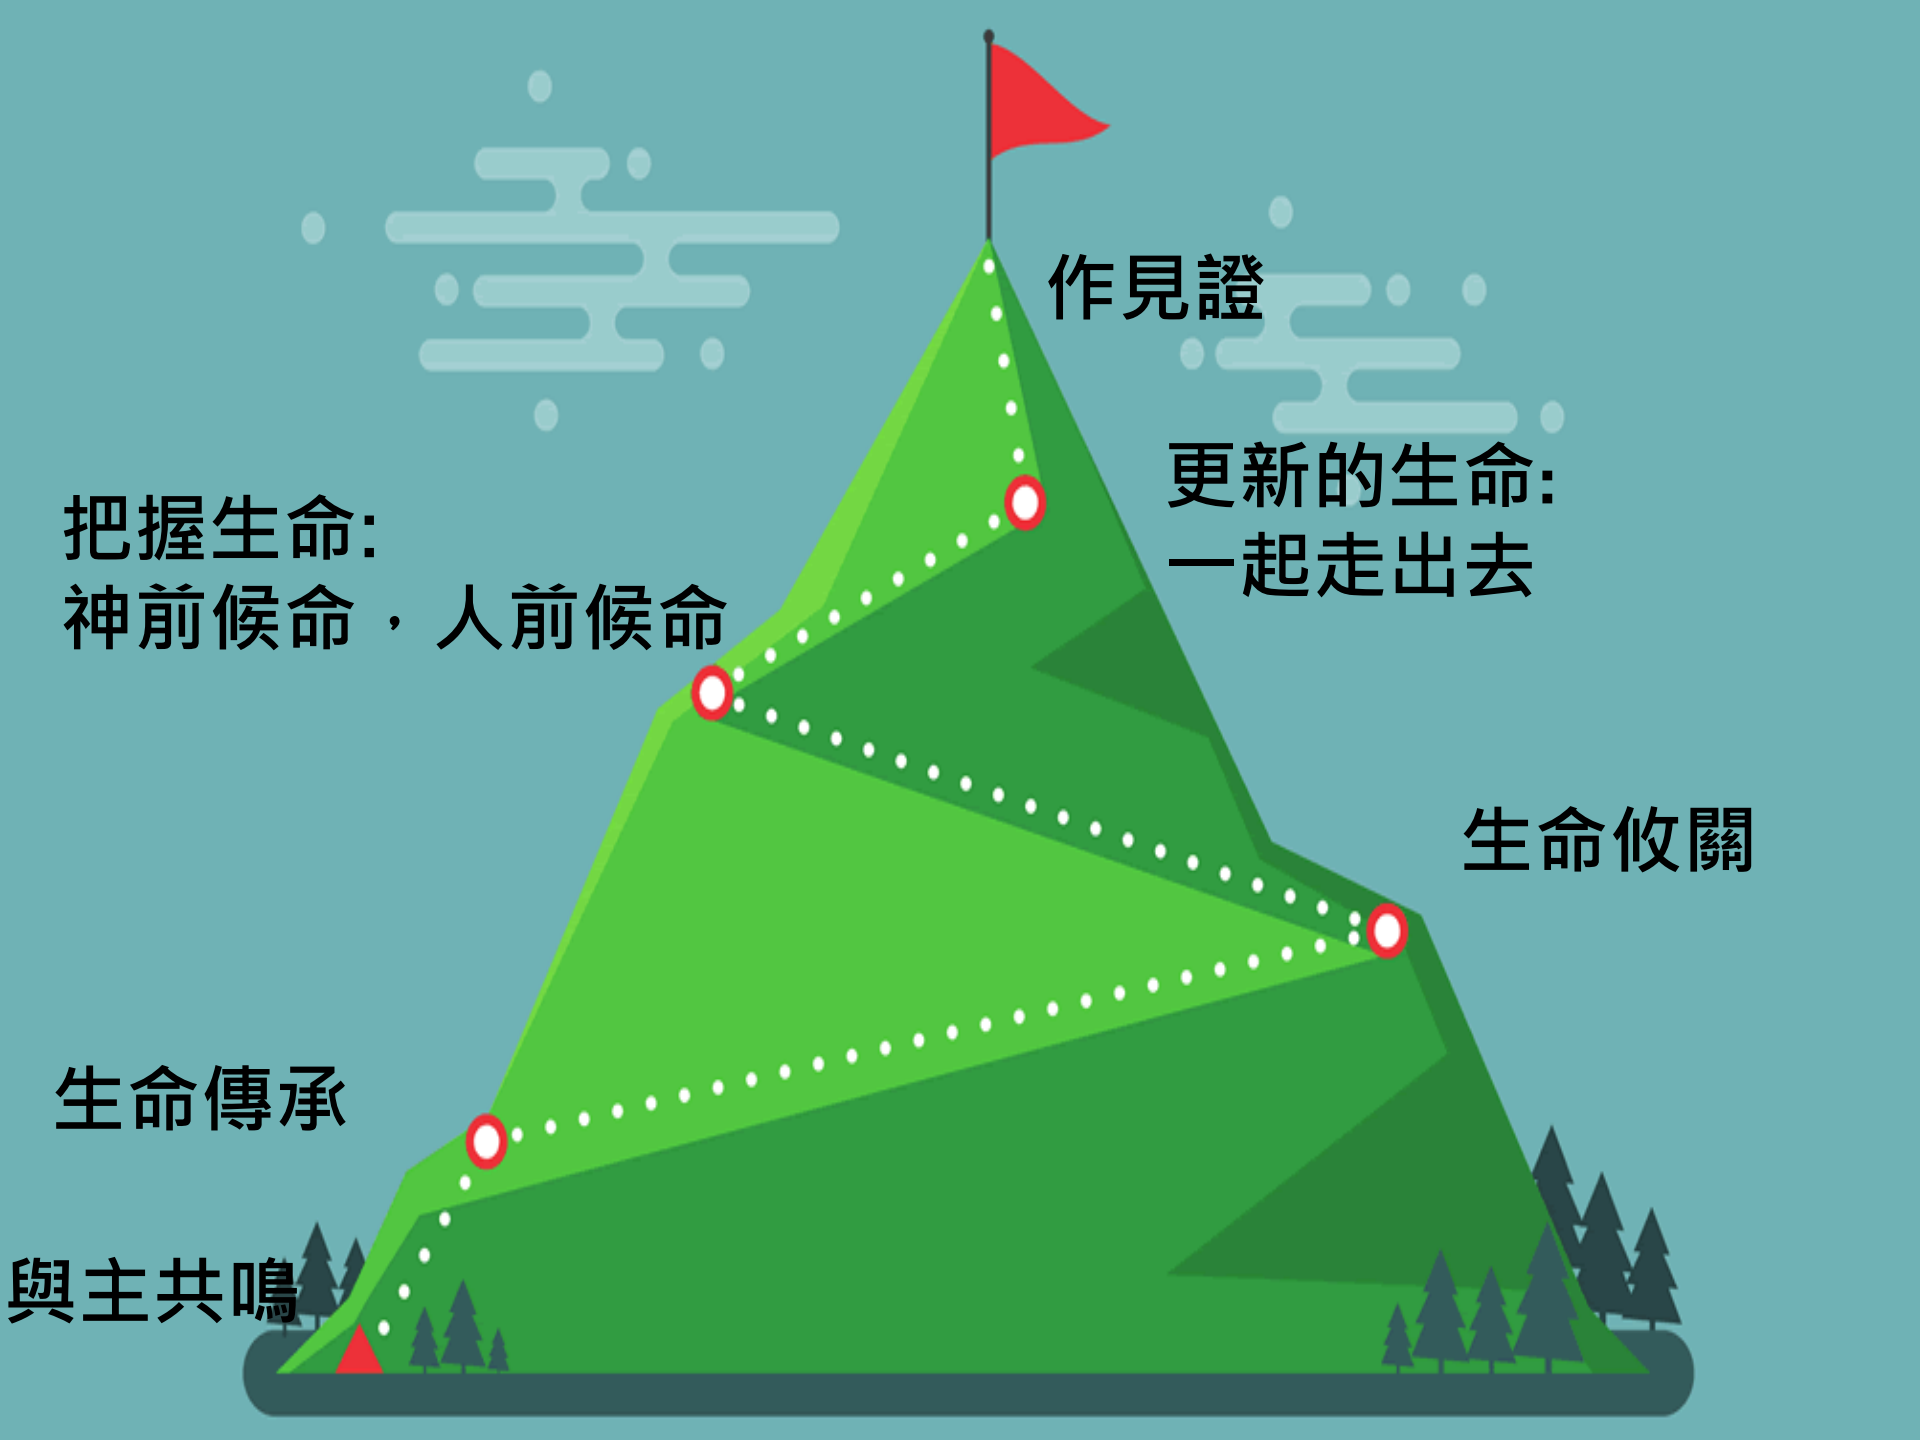 作見證
更新的生命:
一起走出去
把握生命:
神前候命，人前候命
生命攸關
生命傳承
與主共鳴